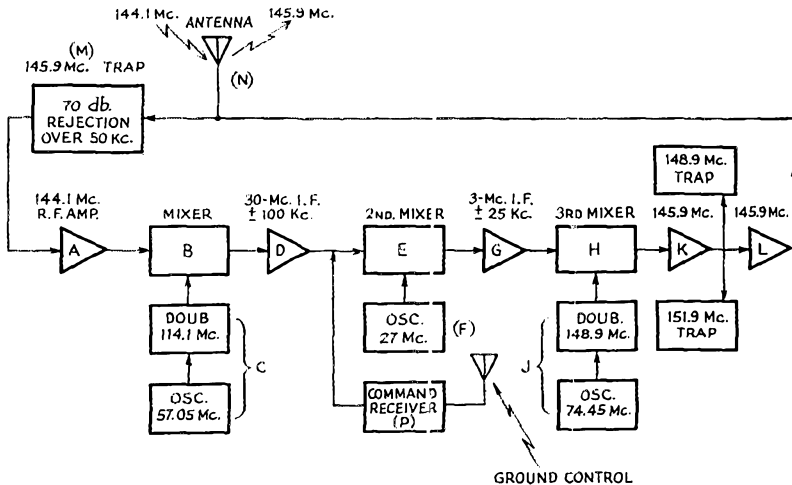 144.1 Mc.
145.9 Mc.
ANTENNA
(M)
145.9 Mc. TRAP
(N)
70 db.
REJECTION
OVER 50 Kc.
148.9 Mc.
TRAP
144.1 Mc.
R.F. AMP.
MIXER
30-Mc. I.F.
± 100 Kc.
2ND. MIXER
3-Mc. I.F.
± 25 Kc.
3RD MIXER
145.9 Mc.
145.9 Mc.
A
B
D
E
G
H
K
L
DOUB.
114.1 Mc.
C
OSC.
57.05 Mc.
OSC.
27 Mc.
(F)
COMMAND
RECEIVER
(P)
DOUB.
148.9 Mc.
J
OSC.
74.45 Mc.
151.9 Mc.
TRAP
GROUND CONTROL